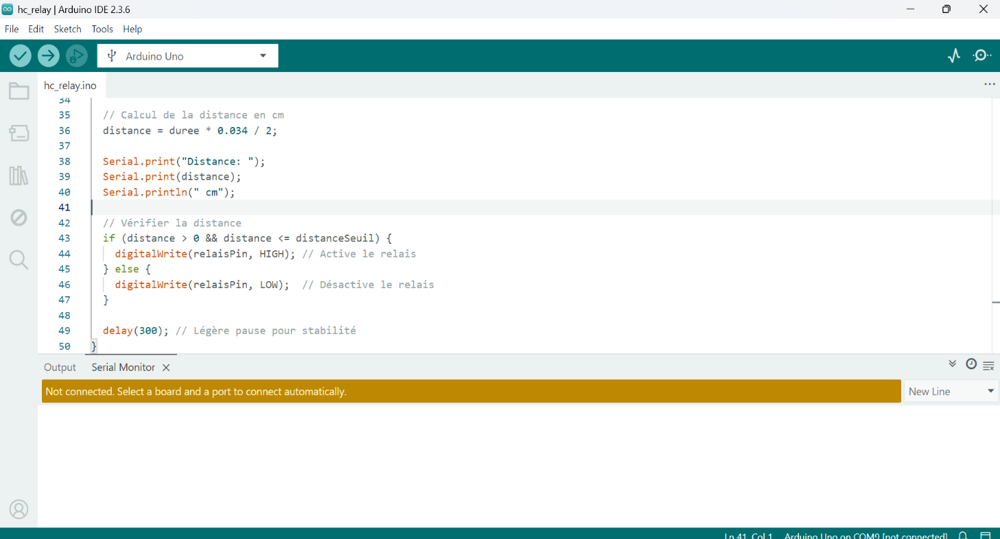 hc_relay | Arduino IDE 2.3.6
File Edit Sketch Tools Help
Arduino Uno
hc_relay.ino
34
35 // Calcul de la distance en cm
36 distance = duree * 0.034 / 2;
37
38 Serial.print("Distance: ");
39 Serial.print(distance);
40 Serial.println(" cm");
41
42 // Vérifier la distance
43 if (distance > 0 && distance <= distanceSeuil) {
44 digitalWrite(relaisPin, HIGH); // Active le relais
45 } else {
46 digitalWrite(relaisPin, LOW); // Désactive le relais
47 }
48
49 delay(300); // Légère pause pour stabilité
50 }
Output Serial Monitor
Not connected. Select a board and a port to connect automatically.
New Line
Ln 41, Col 1 Arduino Uno on COM9 [not connected]